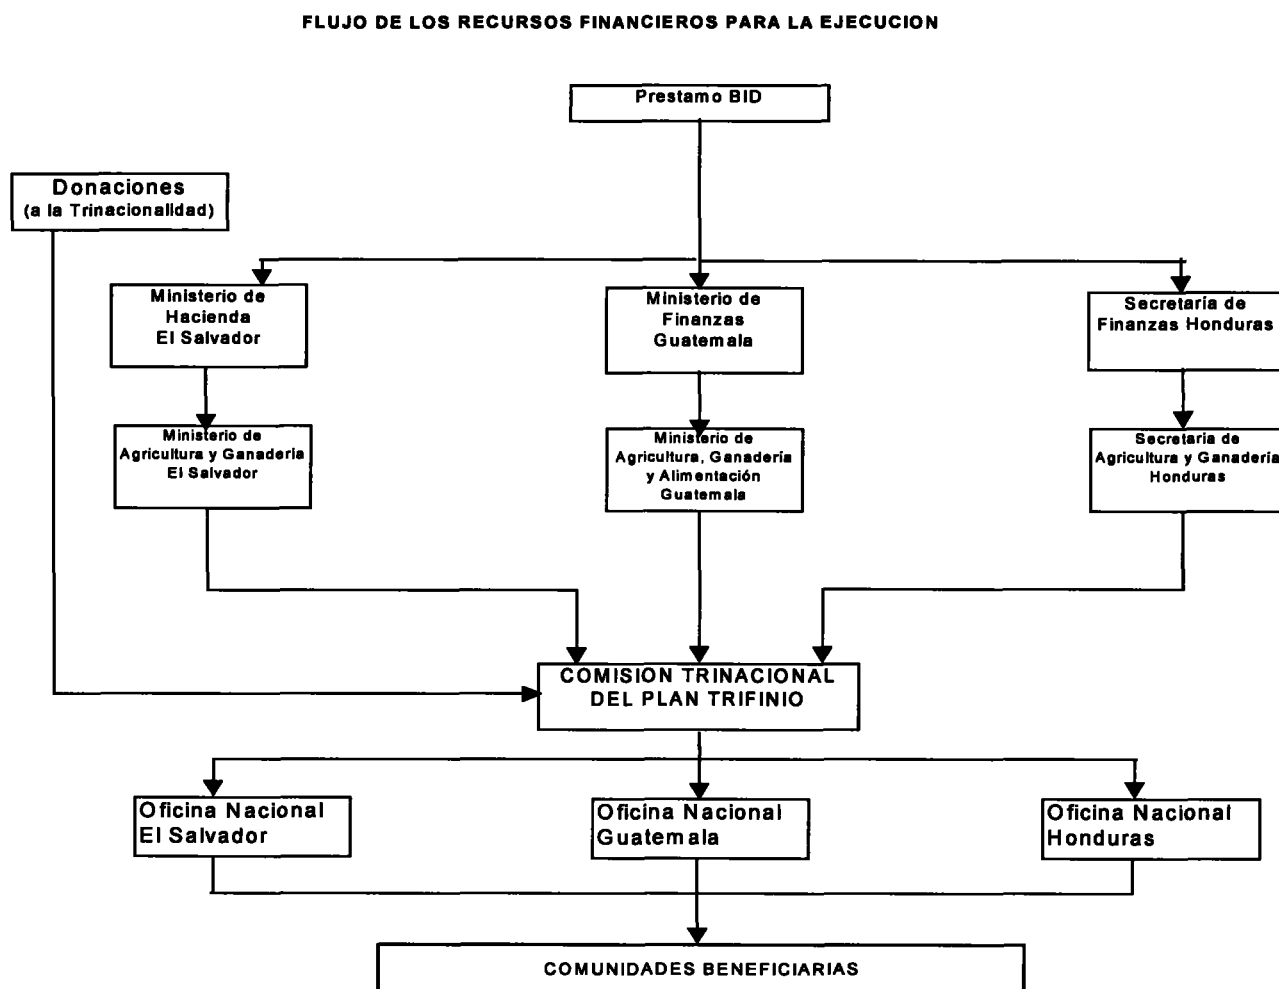 FLUJO DE LOS RECURSOS FINANCIEROS PARA LA EJECUCION
Prestamo BID
Donaciones
(a la Trinacionalidad)
Ministerio de
Hacienda
El Salvador
Ministerio de
Finanzas
Guatemala
Secretaría de
Finanzas Honduras
Ministerio de
Agricultura y Ganadería
El Salvador
Ministerio de
Agricultura, Ganadería
y Alimentación
Guatemala
Secretaría de
Agricultura y Ganadería
Honduras
COMISION TRINACIONAL
DEL PLAN TRIFINIO
Oficina Nacional
El Salvador
Oficina Nacional
Guatemala
Oficina Nacional
Honduras
COMUNIDADES BENEFICIARIAS